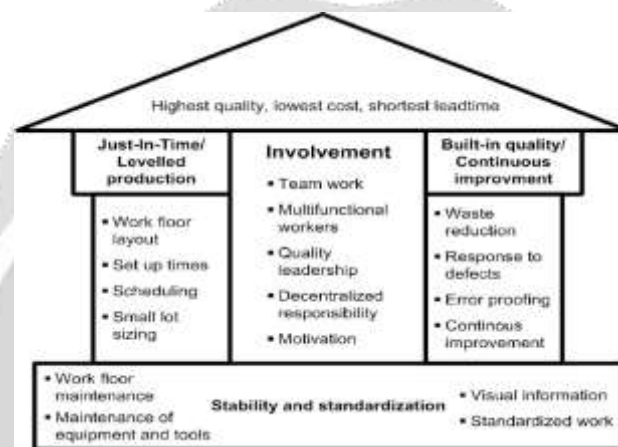 Highest quality, lowest cost, shortest leadtime
Just-In-Time/
Levelled
production
▪ Work floor
layout
▪ Set up times
▪ Scheduling
▪ Small lot
sizing
Involvement
▪ Team work
▪ Multifunctional
workers
▪ Quality
leadership
▪ Decentralized
responsibility
▪ Motivation
Built-in quality/
Continuous
improvment
▪ Waste
reduction
▪ Response to
defects
▪ Error proofing
▪ Continous
improvement
▪ Work floor
maintenance
▪ Maintenance of
equipment and tools
Stability and standardization
▪ Visual information
▪ Standardized work